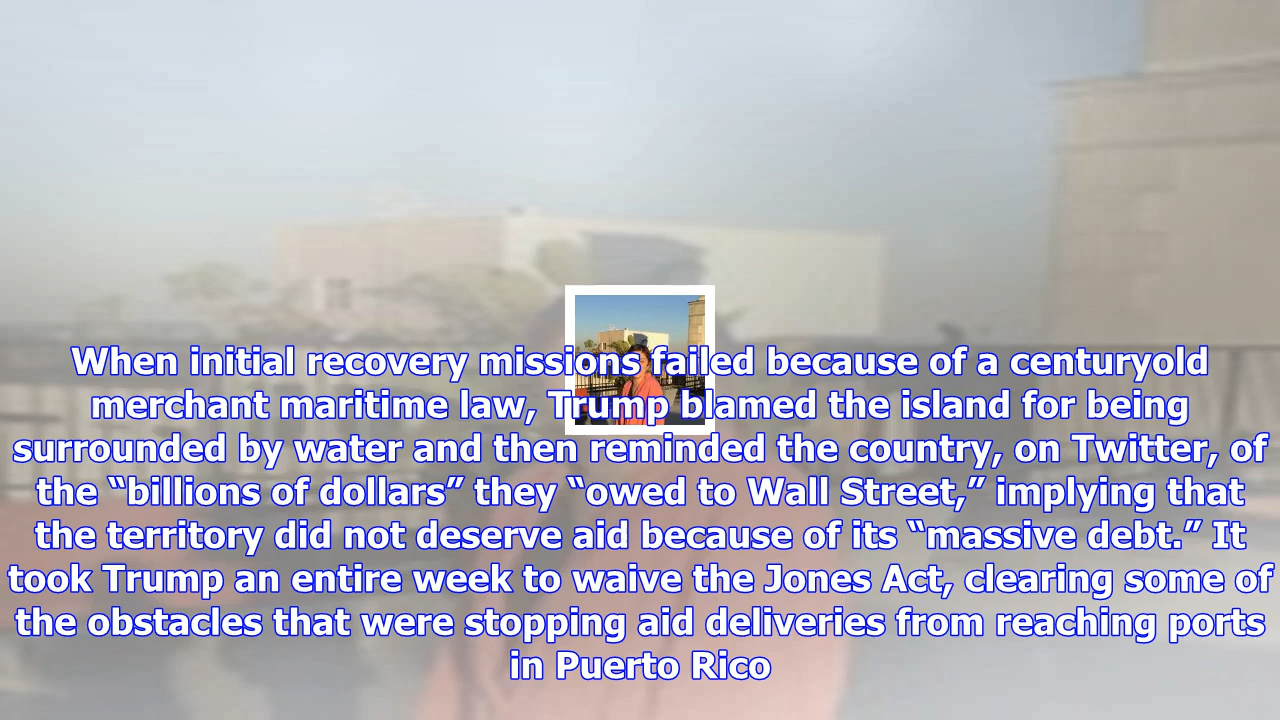 When initial recovery missions failed because of a centuryold
merchant maritime law, Trump blamed the island for being
surrounded by water and then reminded the country, on Twitter, of
the “billions of dollars” they “owed to Wall Street,” implying that
the territory did not deserve aid because of its “massive debt.” It
took Trump an entire week to waive the Jones Act, clearing some of
the obstacles that were stopping aid deliveries from reaching ports
in Puerto Rico